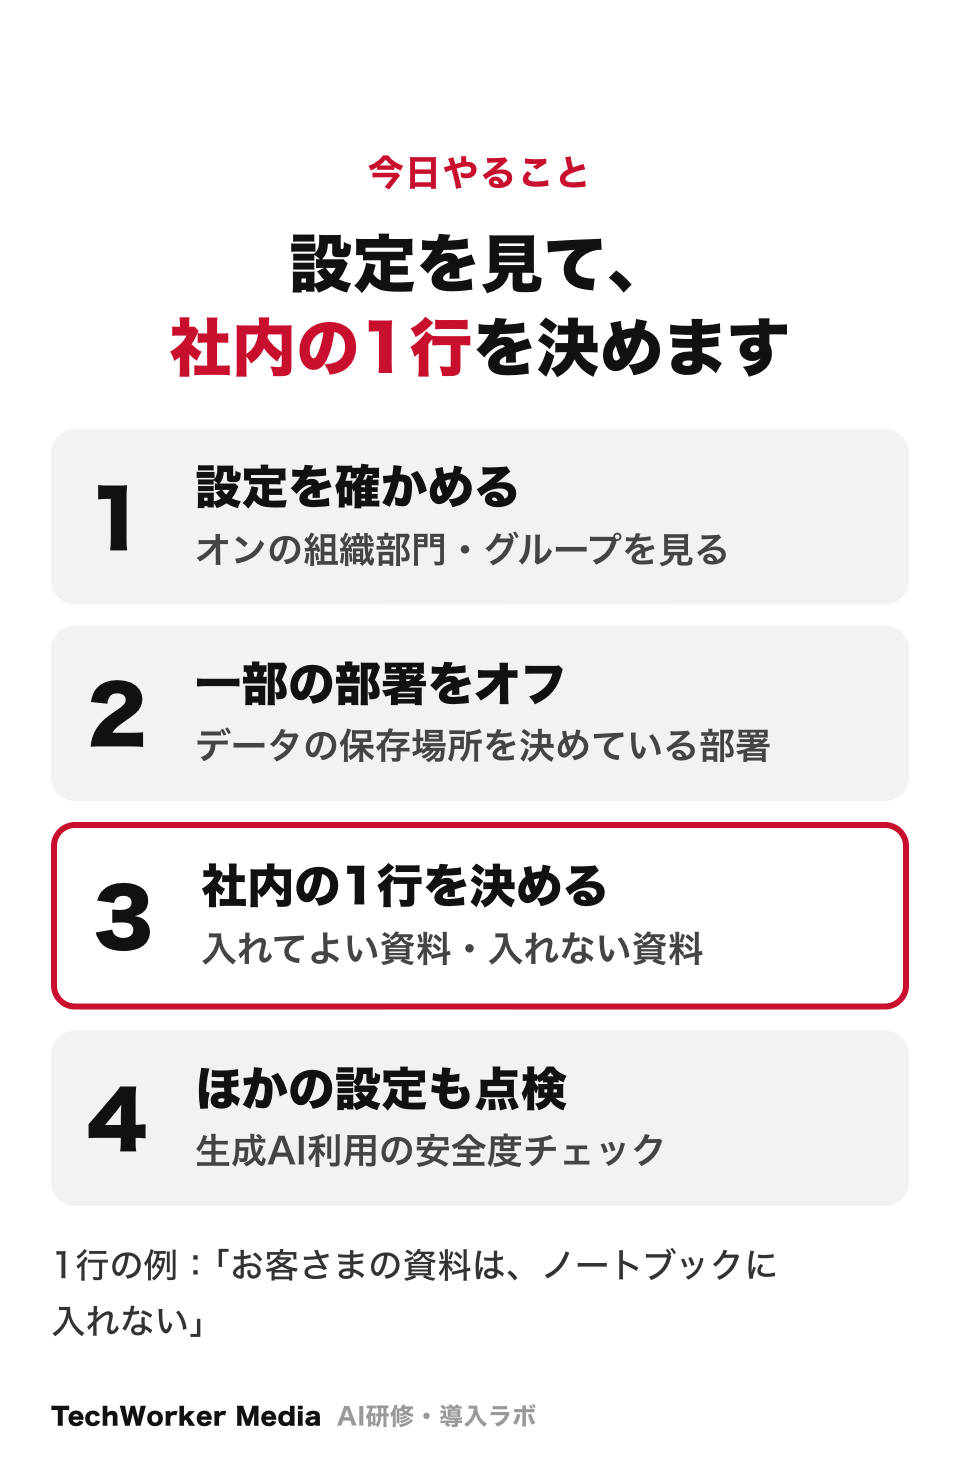 今日やること
設定を見て、
社内の1行を決めます
1
設定を確かめる
オンの組織部門・グループを見る
2
一部の部署をオフ
データの保存場所を決めている部署
3
社内の1行を決める
入れてよい資料・入れない資料
4
ほかの設定も点検
生成AI利用の安全度チェック
1行の例：「お客さまの資料は、ノートブックに
入れない」
TechWorker Media AI研修・導入ラボ